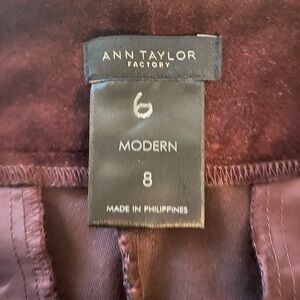 ANN TAYLOR
FACTORY
6
MODERN
8
MADE IN PHILIPPINES